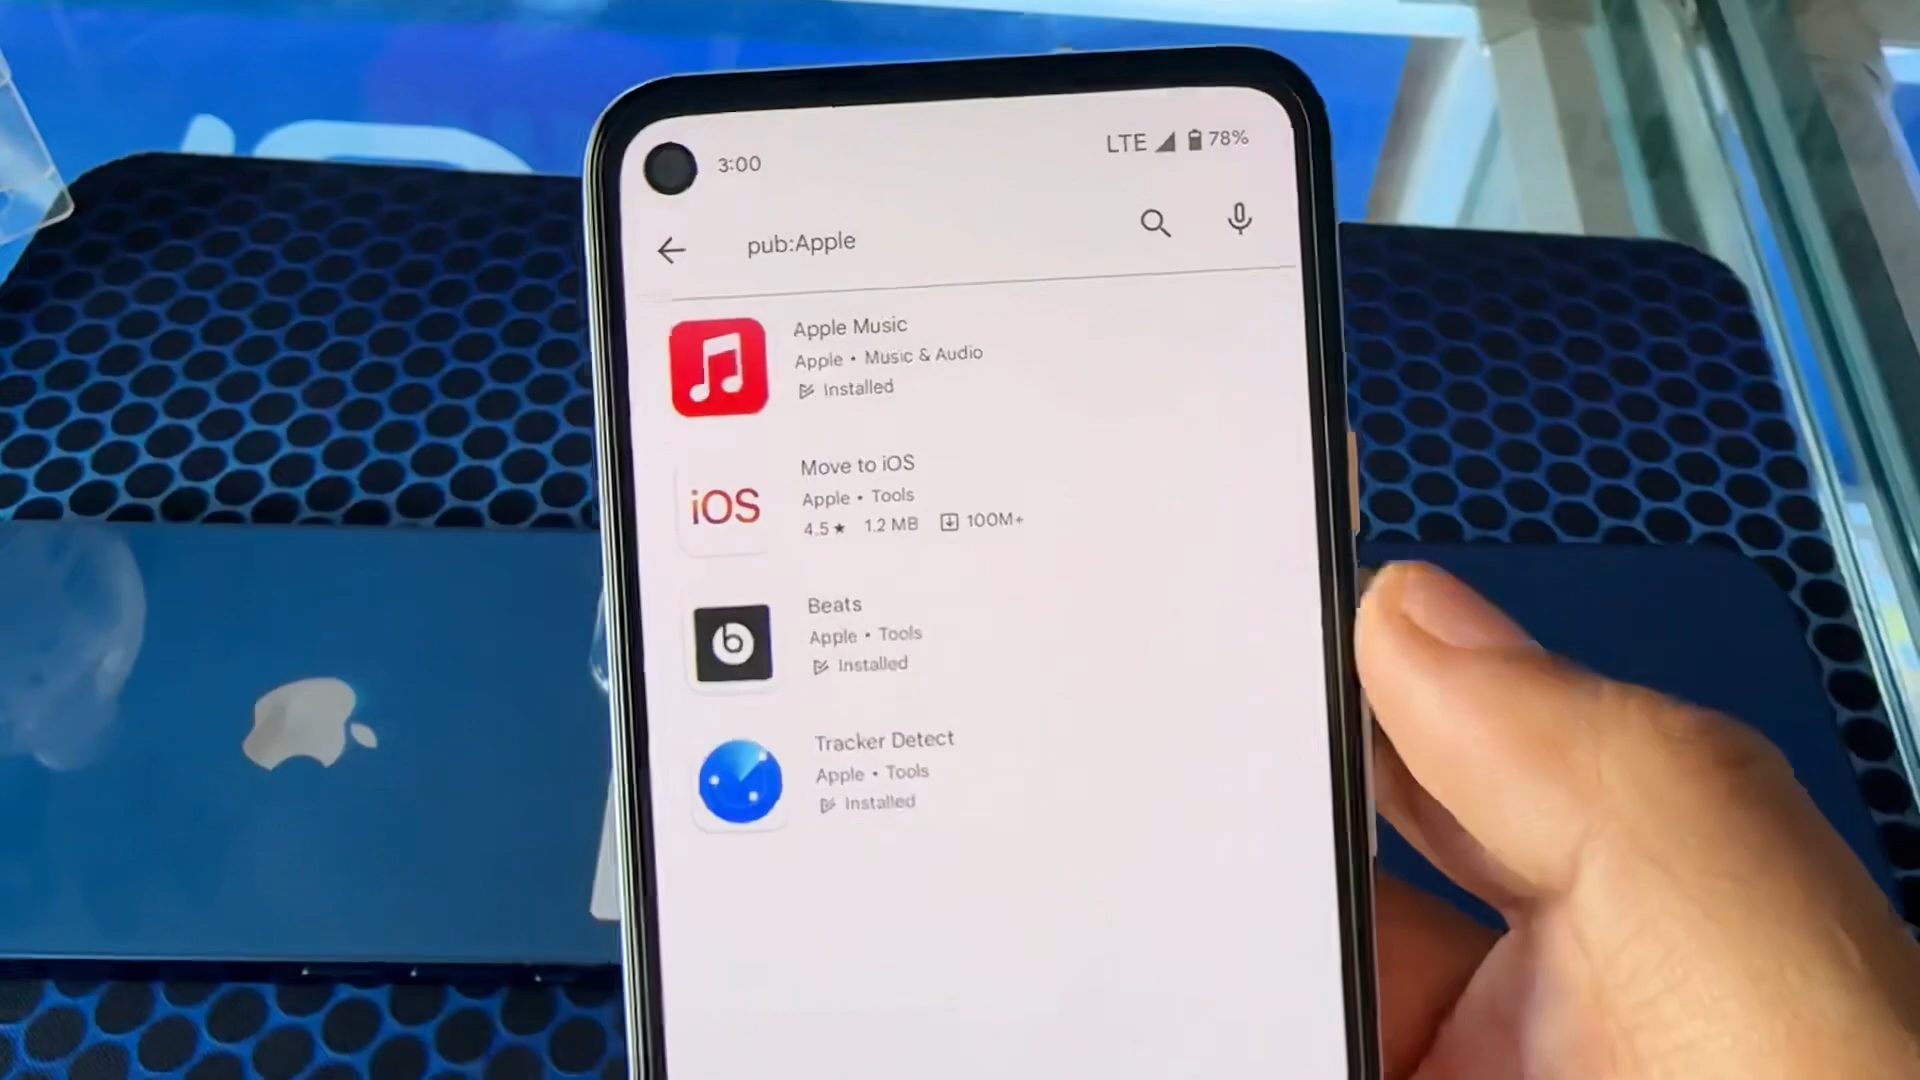 3:00
LTE 78%
pub:Apple
Apple Music
Apple • Music & Audio
Installed
iOS
Move to iOS
Apple • Tools
4.5★ 1.2 MB 100M+
b
Beats
Apple • Tools
Installed
Tracker Detect
Apple • Tools
Installed